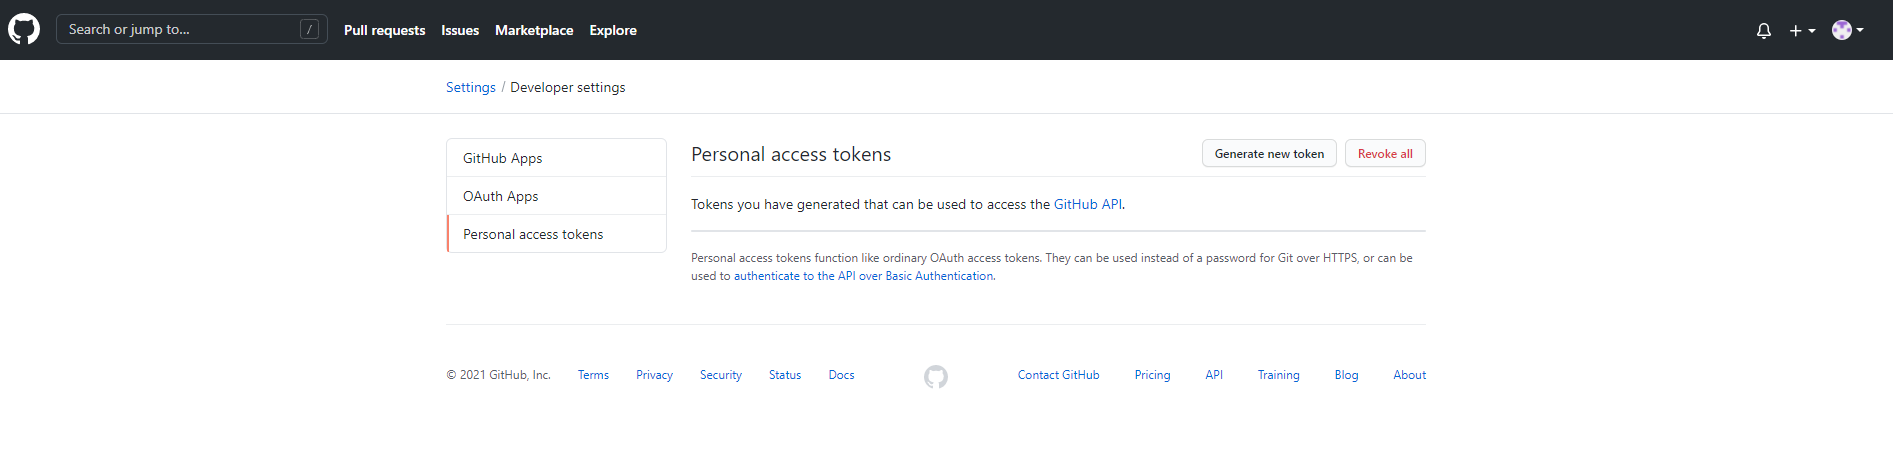 Search or jump to... /
Pull requests Issues Marketplace Explore
Settings / Developer settings
GitHub Apps
OAuth Apps
Personal access tokens
Personal access tokens
Generate new token Revoke all
Tokens you have generated that can be used to access the GitHub API.
Personal access tokens function like ordinary OAuth access tokens. They can be used instead of a password for Git over HTTPS, or can be
used to authenticate to the API over Basic Authentication.
© 2021 GitHub, Inc. Terms Privacy Security Status Docs Contact GitHub Pricing API Training Blog About